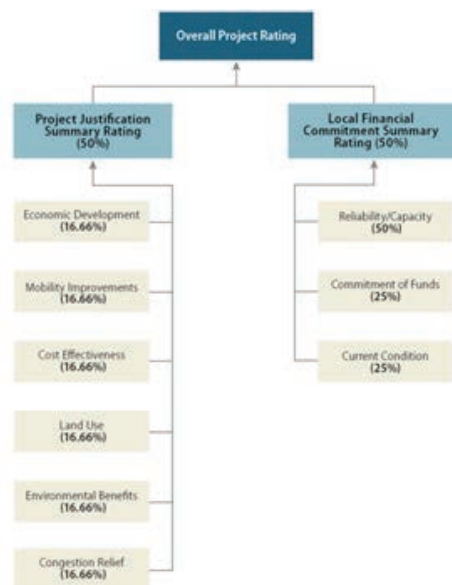 Overall Project Rating
Project Justification
Summary Rating
(50%)
Local Financial
Commitment Summary
Rating (50%)
Economic Development
(16.66%)
Mobility Improvements
(16.66%)
Cost Effectiveness
(16.66%)
Land Use
(16.66%)
Environmental Benefits
(16.66%)
Congestion Relief
(16.66%)
Reliability/Capacity
(50%)
Commitment of Funds
(25%)
Current Condition
(25%)